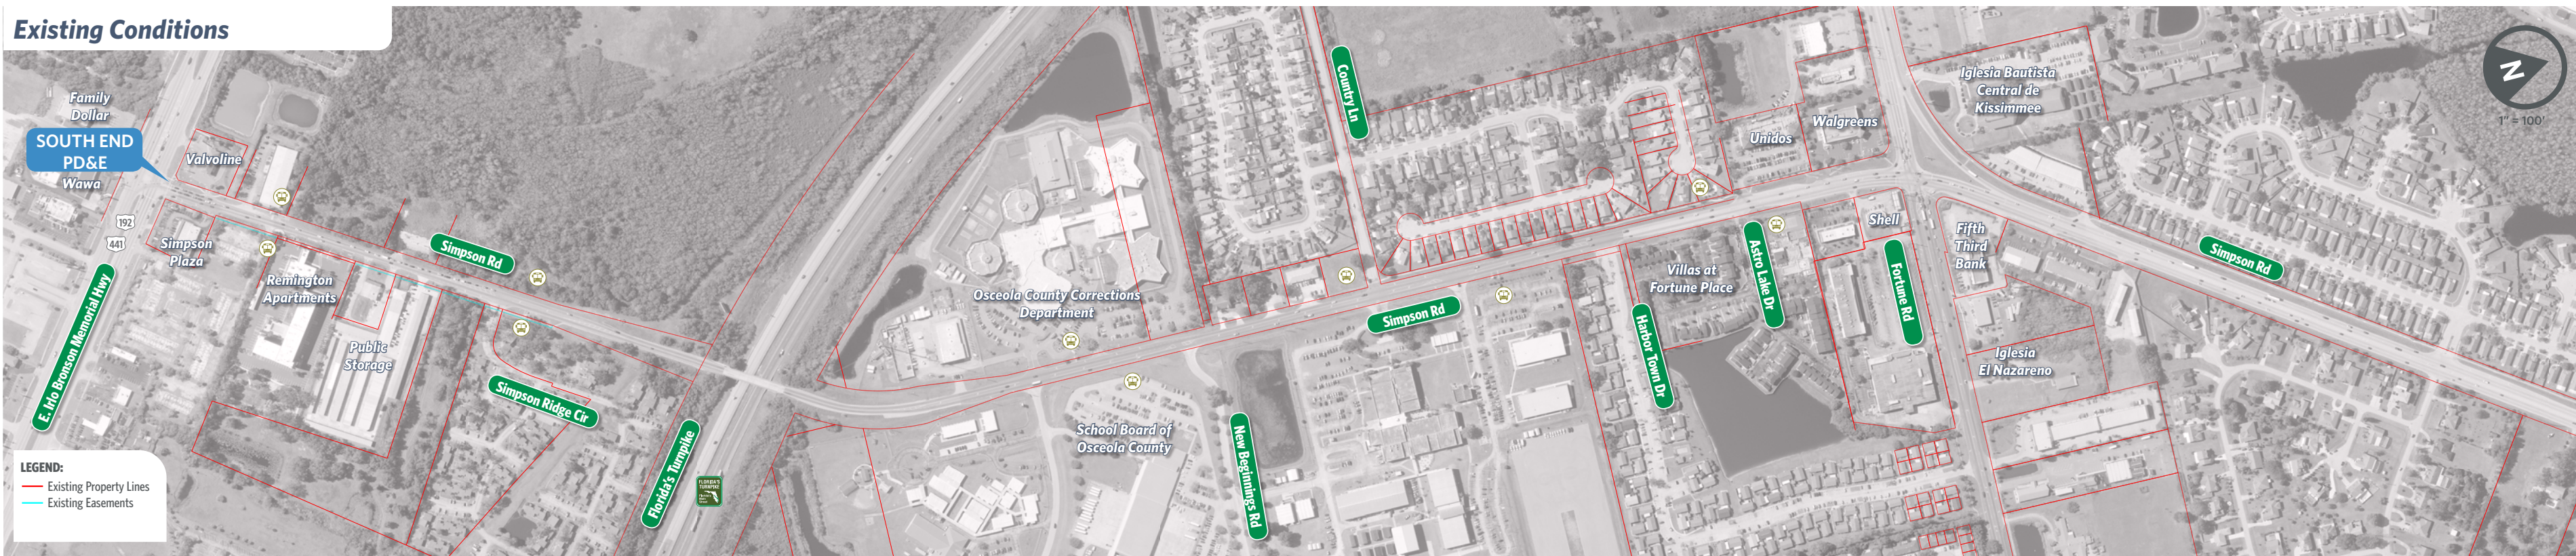 Existing Conditions
Family
Dollar
SOUTH END
PD&E
Wawa
Valvoline
192
441
Simpson
Plaza
E. Irlo Bronson Memorial Hwy
Remington
Apartments
Public
Storage
Simpson Rd
Simpson Ridge Cir
Florida's Turnpike
FLORIDA'S
TURNPIKE
Osceola County Corrections
Department
School Board of
Osceola County
New Beginnings Rd
Country Ln
Simpson Rd
Harbor Town Dr
Villas at
Fortune Place
Astro Lake Dr
Unidos
Walgreens
Shell
Fortune Rd
Fifth
Third
Bank
Iglesia Bautista
Central de
Kissimmee
Iglesia
El Nazareno
Simpson Rd
N
1" = 100'
LEGEND:
Existing Property Lines
Existing Easements